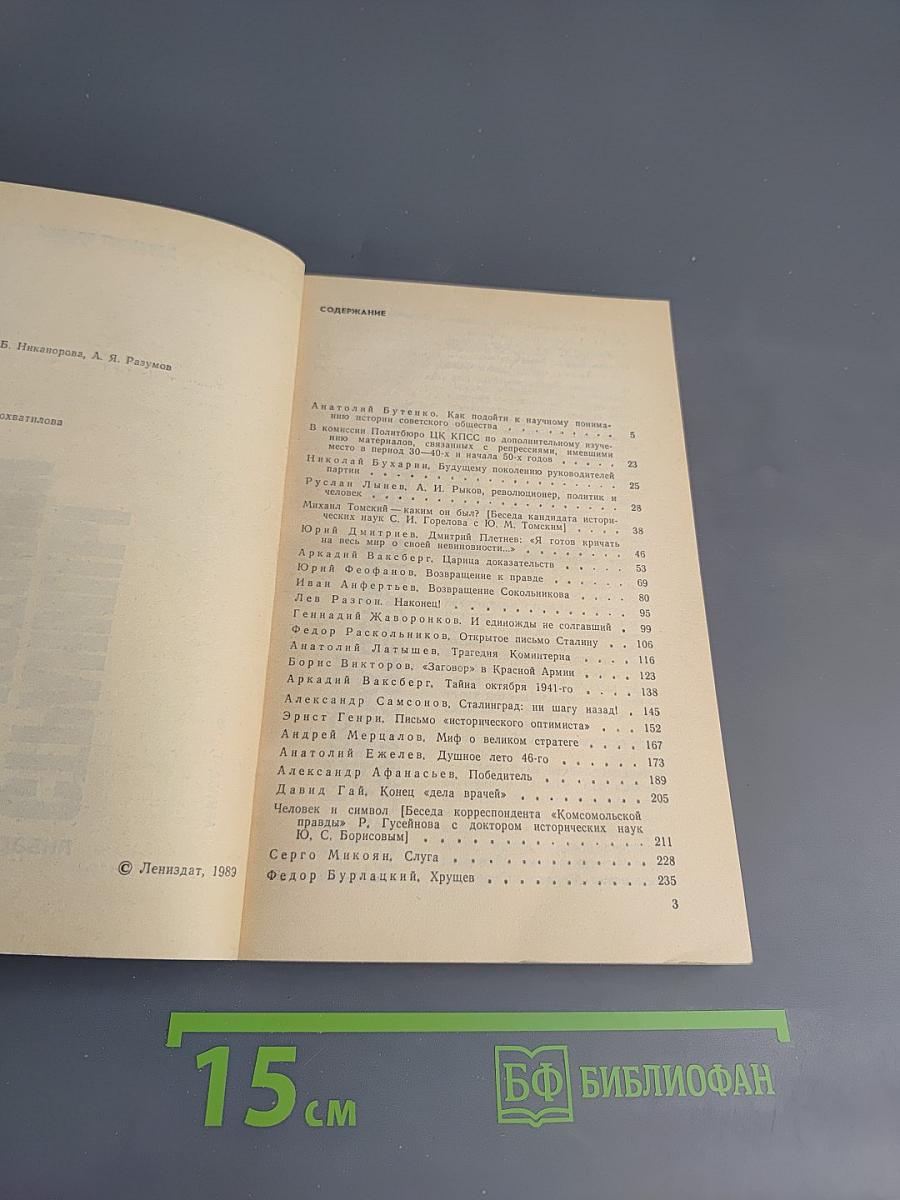 Б. Никанорова, А. Я. Разумов
охватилова
© Лениздат, 1989
СОДЕРЖАНИЕ
Анатолий Бутенко. Как подойти к научному понима-
нию истории советского общества . . . . . . . . . 5
В комиссии Политбюро ЦК КПСС по дополнительному изуче-
нию материалов, связанных с репрессиями, имевшими
место в период 30—40-х и начала 50-х годов . . . . . 23
Николай Бухарин. Будущему поколению руководителей
партии . . . . . . . . . . . . . . . . . . 25
Руслан Лынев. А. И. Рыков, революционер, политик и
человек . . . . . . . . . . . . . . . . . . 28
Михаил Томский — каким он был? [Беседа кандидата истори-
ческих наук С. И. Горелова с Ю. М. Томским] . . . . 38
Юрий Дмитриев. Дмитрий Плетнев: «Я готов кричать
на весь мир о своей невиновности...» . . . . . . . . 46
Аркадий Ваксберг. Царица доказательств . . . . . 53
Юрий Феофанов. Возвращение к правде . . . . . . 69
Иван Анфертьев. Возвращение Сокольникова . . . . 80
Лев Разгон. Наконец! . . . . . . . . . . . . . 95
Геннадий Жаворонков. И единожды не солгавший . 99
Федор Раскольников. Открытое письмо Сталину . . 106
Анатолий Латышев. Трагедия Коминтерна . . . . 116
Борис Викторов. «Заговор» в Красной Армии . . . . 123
Аркадий Ваксберг. Тайна октября 1941-го . . . . 138
Александр Самсонов. Сталинград: ни шагу назад! . 145
Эрнст Генри. Письмо «исторического оптимиста» . . . 152
Андрей Мерцалов. Миф о великом стратеге . . . . 167
Анатолий Ежелев. Душное лето 46-го . . . . . . 173
Александр Афанасьев. Победитель . . . . . . . 189
Давид Гай. Конец «дела врачей» . . . . . . . . . 205
Человек и символ [Беседа корреспондента «Комсомольской
правды» Р. Гусейнова с доктором исторических наук
Ю. С. Борисовым] . . . . . . . . . . . . . . . 211
Серго Микоян. Слуга . . . . . . . . . . . . . 228
Федор Бурлацкий. Хрущев . . . . . . . . . . . 235
3
15 см
БФ БИБЛИОФАН